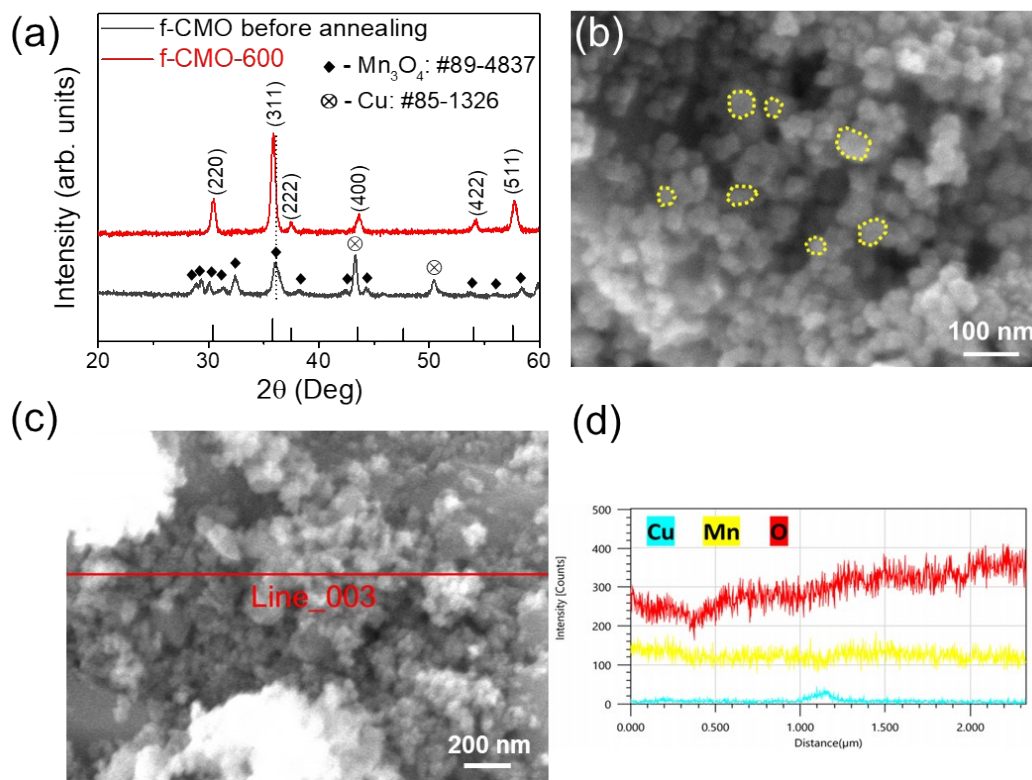 (a)
f-CMO before annealing
f-CMO-600
◆ - Mn₃O₄: #89-4837
⊗ - Cu: #85-1326
Intensity (arb. units)
(220)
(311)
(222)
(400)
(422)
(511)
20 30 40 50 60
2θ (Deg)
(b)
100 nm
(c)
Line_003
200 nm
(d)
Cu Mn O
Intensity [Counts]
500
400
300
200
100
0
0.000 0.500 1.000 1.500 2.000
Distance(µm)